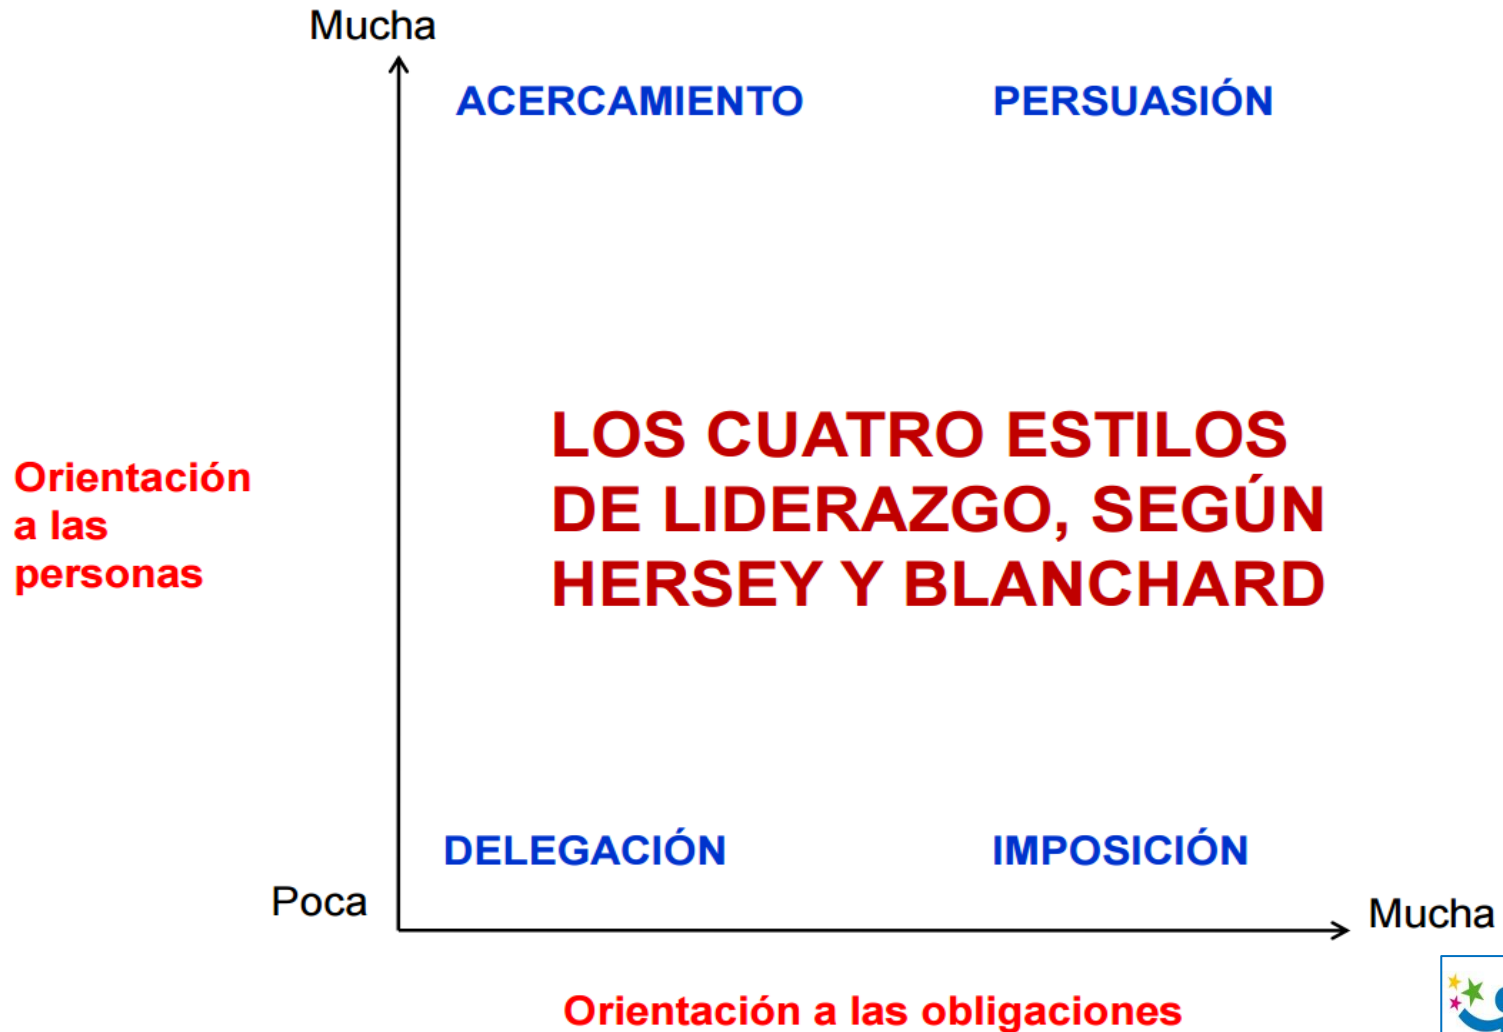 Mucha
ACERCAMIENTO PERSUASIÓN
LOS CUATRO ESTILOS
DE LIDERAZGO, SEGÚN
HERSEY Y BLANCHARD
Orientación
a las
personas
DELEGACIÓN IMPOSICIÓN
Poca
Mucha
Orientación a las obligaciones